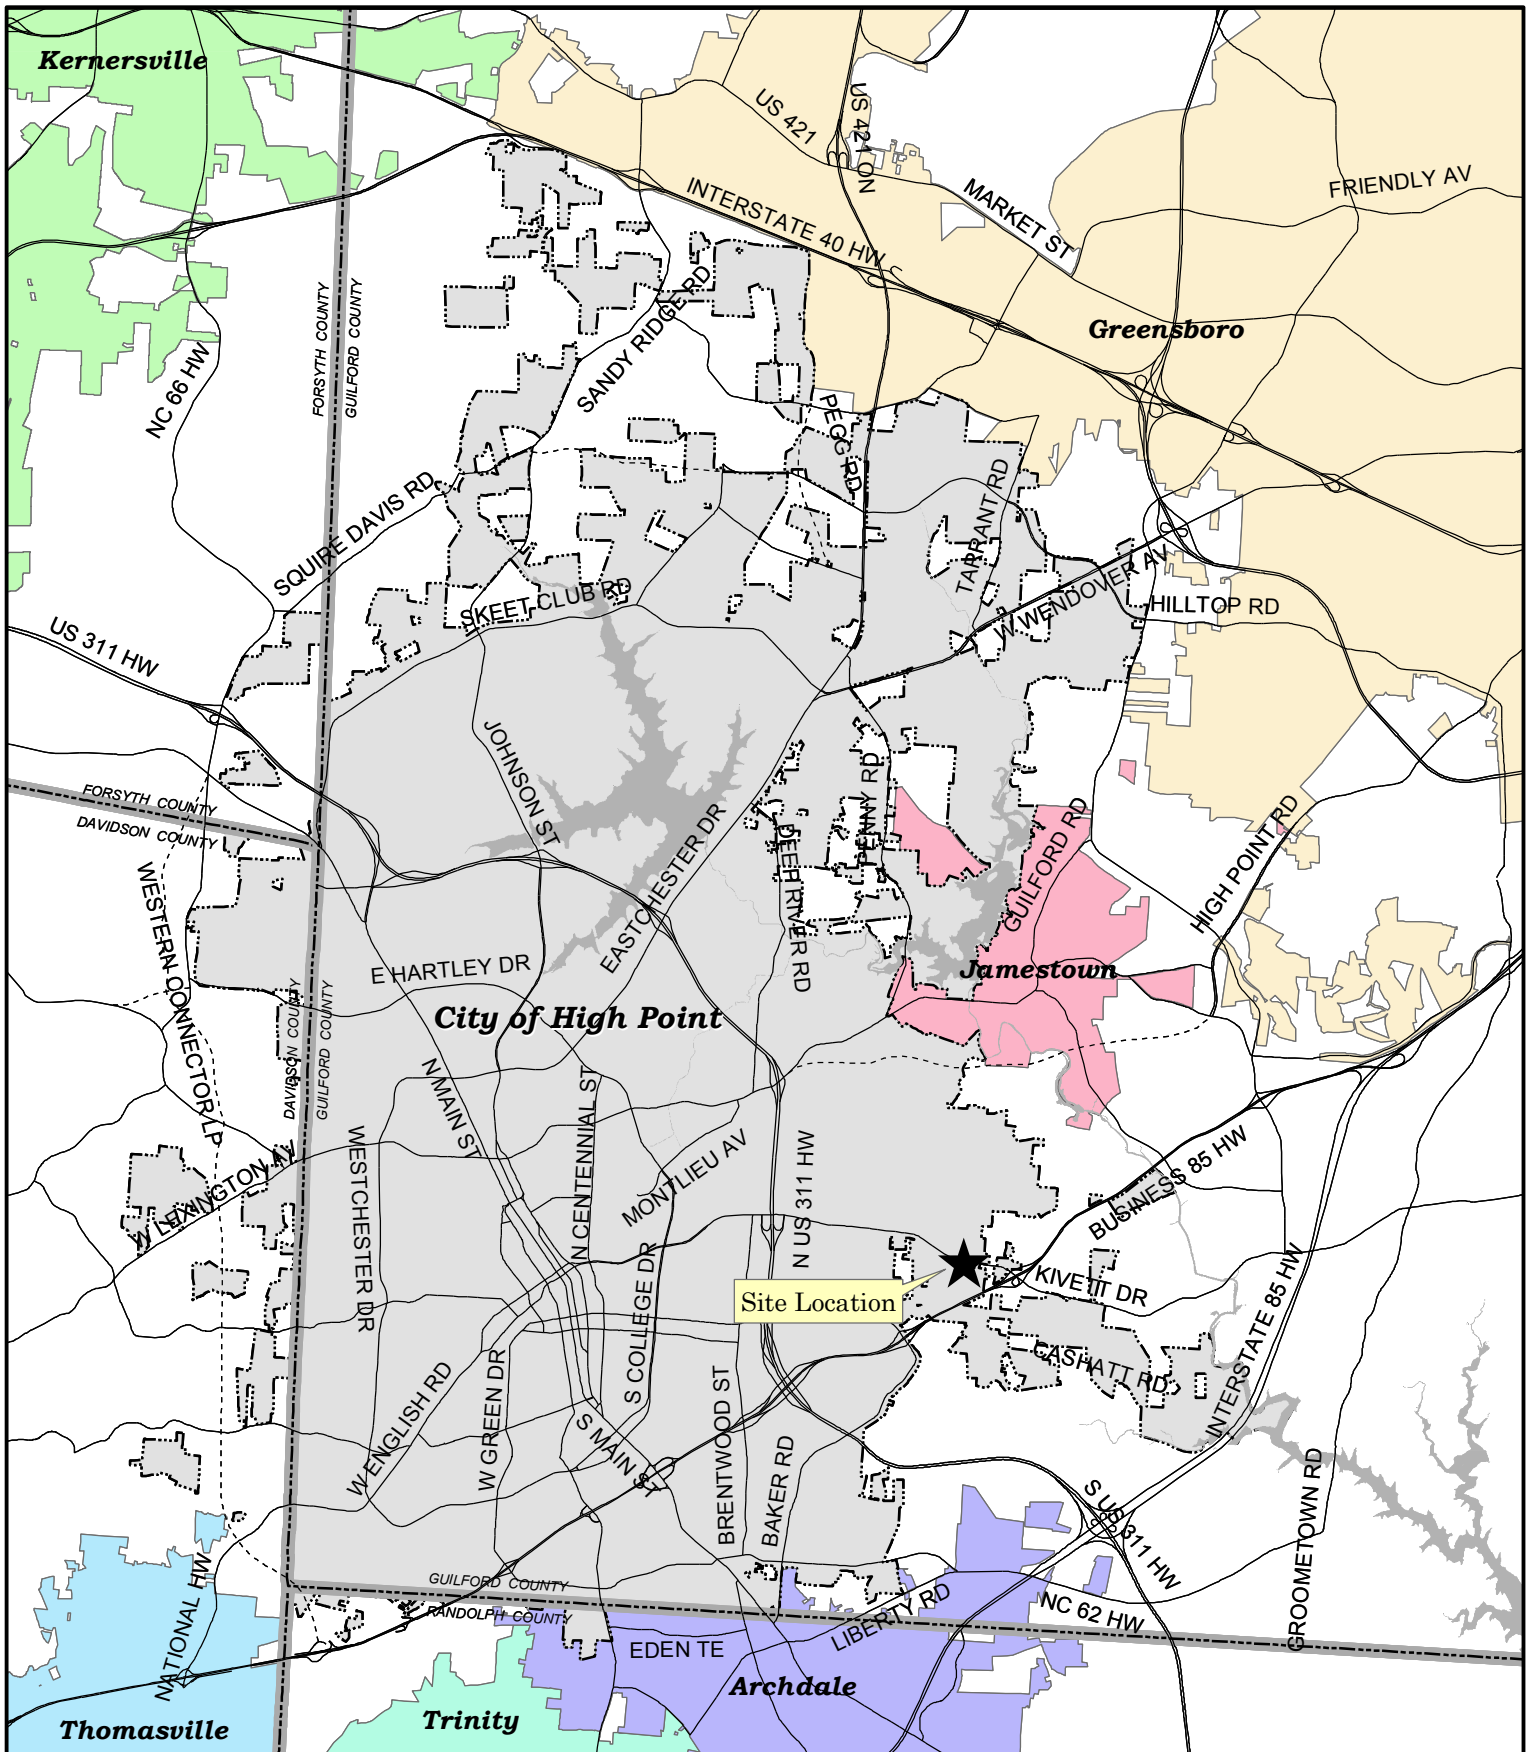 Kernersville
US 421
US 421 ON
FRIENDLY AV
INTERSTATE 40 HW
MARKET ST
SANDY RIDGE RD
Greensboro
FORSYTH COUNTY
GUILFORD COUNTY
NC 66 HW
PEGG RD
SQUIRE DAVIS RD
TARRANT RD
SKEET CLUB RD
W WENDOVER AV
HILLTOP RD
US 311 HW
JOHNSON ST
PENNY RD
FORSYTH COUNTY
DAVIDSON COUNTY
EASTCHESTER DR
DEEP RIVER RD
GUILFORD RD
HIGH POINT RD
WESTERN CONNECTOR LP
E HARTLEY DR
Jamestown
City of High Point
DAVIDSON COUNTY
GUILFORD COUNTY
N MAIN ST
N CENTENNIAL ST
MONTLIEU AV
WESTCHESTER DR
W LEXINGTON AV
N US 311 HW
BUSINESS 85 HW
S COLLEGE DR
KIVETT DR
Site Location
CASHATT RD
INTERSTATE 85 HW
W ENGLISH RD
W GREEN DR
S MAIN ST
BRENTWOOD ST
BAKER RD
S US 311 HW
GROOMETOWN RD
NATIONAL HW
GUILFORD COUNTY
RANDOLPH COUNTY
LIBERTY RD
NC 62 HW
EDEN TE
Archdale
Trinity
Thomasville